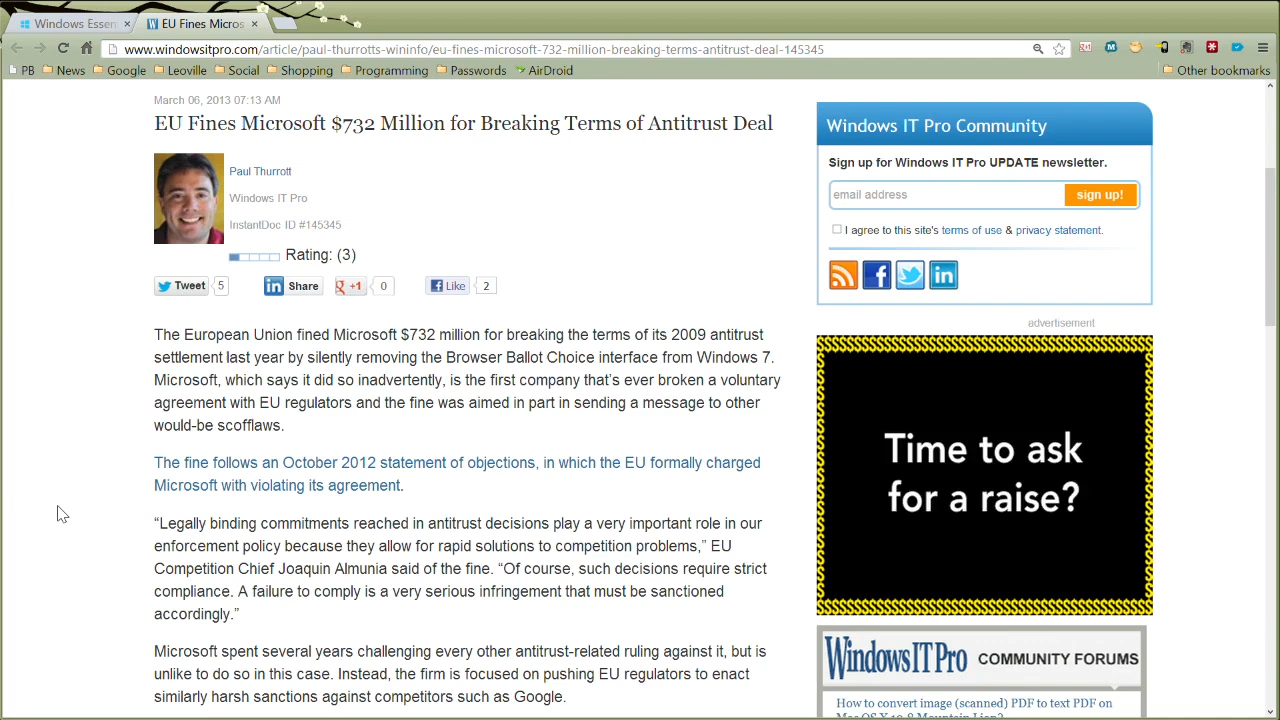 Windows Essen
EU Fines Micros
www.windowsitpro.com/article/paul-thurrotts-wininfo/eu-fines-microsoft-732-million-breaking-terms-antitrust-deal-145345
PB News Google Leoville Social Shopping Programming Passwords AirDroid Other bookmarks
March 06, 2013 07:13 AM
EU Fines Microsoft $732 Million for Breaking Terms of Antitrust Deal
Paul Thurrott
Windows IT Pro
InstantDoc ID #145345
Rating: (3)
Tweet 5 in Share g +1 0 f Like 2
The European Union fined Microsoft $732 million for breaking the terms of its 2009 antitrust
settlement last year by silently removing the Browser Ballot Choice interface from Windows 7.
Microsoft, which says it did so inadvertently, is the first company that’s ever broken a voluntary
agreement with EU regulators and the fine was aimed in part in sending a message to other
would-be scofflaws.
The fine follows an October 2012 statement of objections, in which the EU formally charged
Microsoft with violating its agreement.
“Legally binding commitments reached in antitrust decisions play a very important role in our
enforcement policy because they allow for rapid solutions to competition problems,” EU
Competition Chief Joaquin Almunia said of the fine. “Of course, such decisions require strict
compliance. A failure to comply is a very serious infringement that must be sanctioned
accordingly.”
Microsoft spent several years challenging every other antitrust-related ruling against it, but is
unlike to do so in this case. Instead, the firm is focused on pushing EU regulators to enact
similarly harsh sanctions against competitors such as Google.
Windows IT Pro Community
Sign up for Windows IT Pro UPDATE newsletter.
email address sign up!
I agree to this site's terms of use & privacy statement.
f in
advertisement
Time to ask
for a raise?
WindowsITPro COMMUNITY FORUMS
How to convert image (scanned) PDF to text PDF on
Mac OS X 10.8 Mountain Lion?